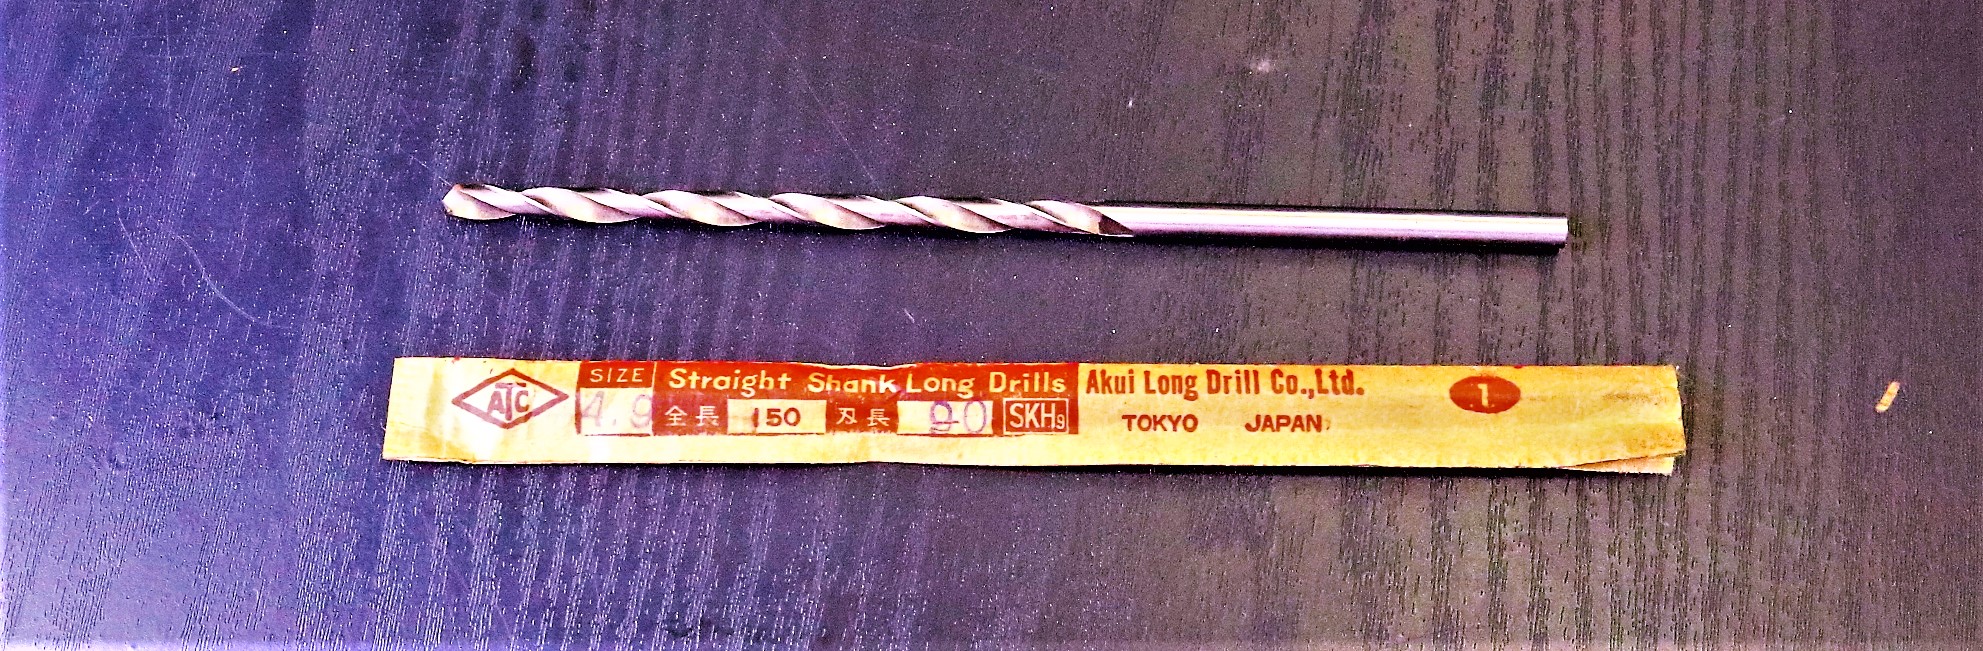 ATC
SIZE Straight Shank Long Drills
4.9 全長 150 刃長 90 SKH9
Akui Long Drill Co.,Ltd.
TOKYO JAPAN
1